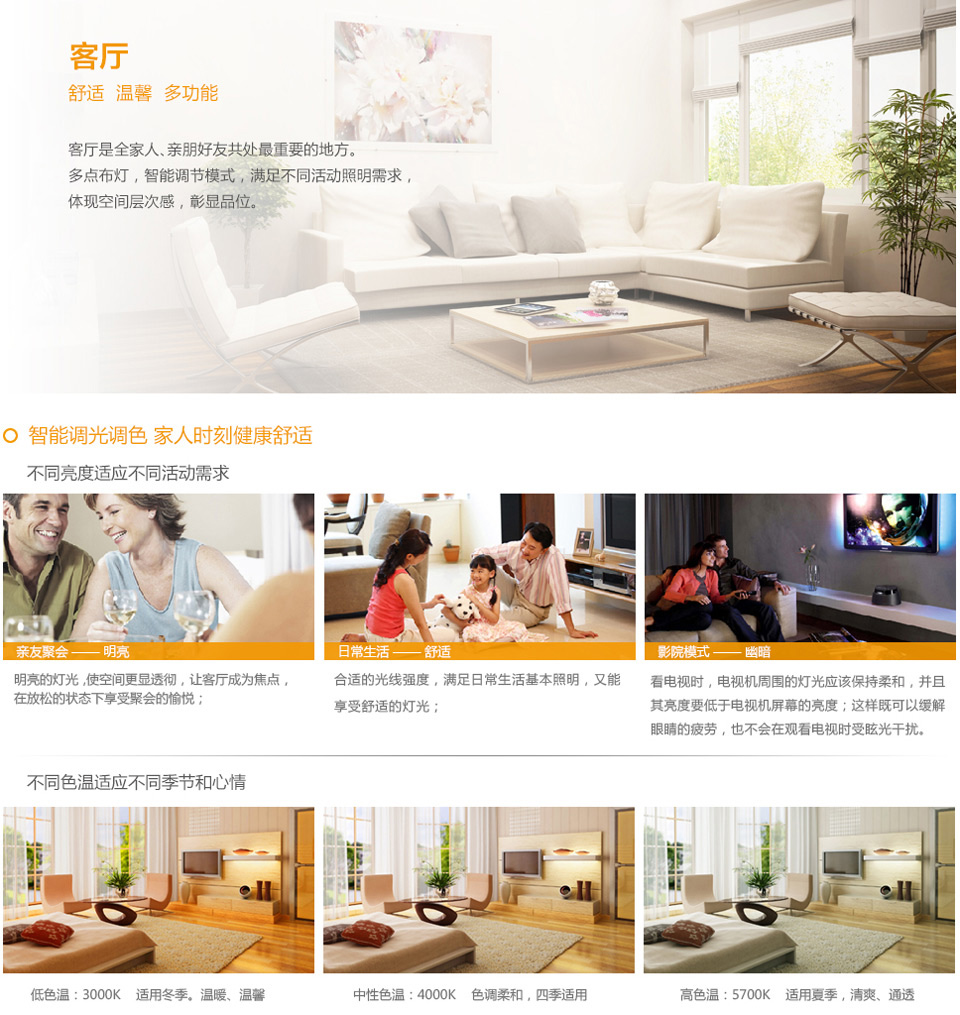 客厅
舒适 温馨 多功能
客厅是全家人、亲朋好友共处最重要的地方。
多点布灯，智能调节模式，满足不同活动照明需求，
体现空间层次感，彰显品位。
智能调光调色 家人时刻健康舒适
不同亮度适应不同活动需求
亲友聚会 —— 明亮
明亮的灯光 ,使空间更显透彻，让客厅成为焦点，
在放松的状态下享受聚会的愉悦；
日常生活 —— 舒适
合适的光线强度，满足日常生活基本照明，又能
享受舒适的灯光；
影院模式 —— 幽暗
看电视时，电视机周围的灯光应该保持柔和，并且
其亮度要低于电视机屏幕的亮度；这样既可以缓解
眼睛的疲劳，也不会在观看电视时受眩光干扰。
不同色温适应不同季节和心情
低色温：3000K 适用冬季。温暖、温馨
中性色温：4000K 色调柔和，四季适用
高色温：5700K 适用夏季，清爽、通透